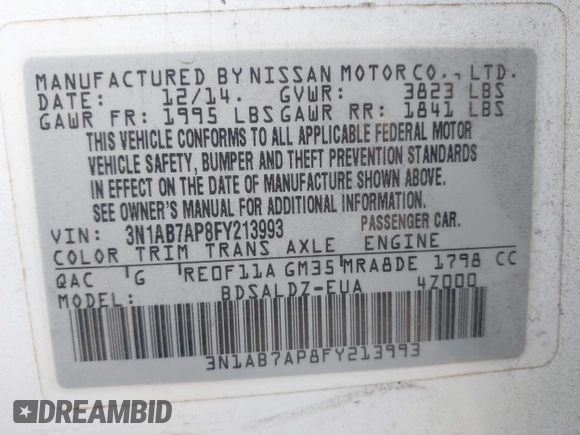 MANUFACTURED BY NISSAN MOTOR CO., LTD.
DATE: 12/14. GVWR: 3823 LBS
GAWR FR: 1995 LBS GAWR RR: 1841 LBS
THIS VEHICLE CONFORMS TO ALL APPLICABLE FEDERAL MOTOR
VEHICLE SAFETY, BUMPER AND THEFT PREVENTION STANDARDS
IN EFFECT ON THE DATE OF MANUFACTURE SHOWN ABOVE.
SEE OWNER'S MANUAL FOR ADDITIONAL INFORMATION.
VIN: 3N1AB7AP8FY213993 PASSENGER CAR.
COLOR TRIM TRANS AXLE ENGINE
QAC G RE0F11A GM35 MRA8DE 1798 CC
MODEL: BDSALDZ-EUA 4Z000
3N1AB7AP8FY213993
DREAMBID